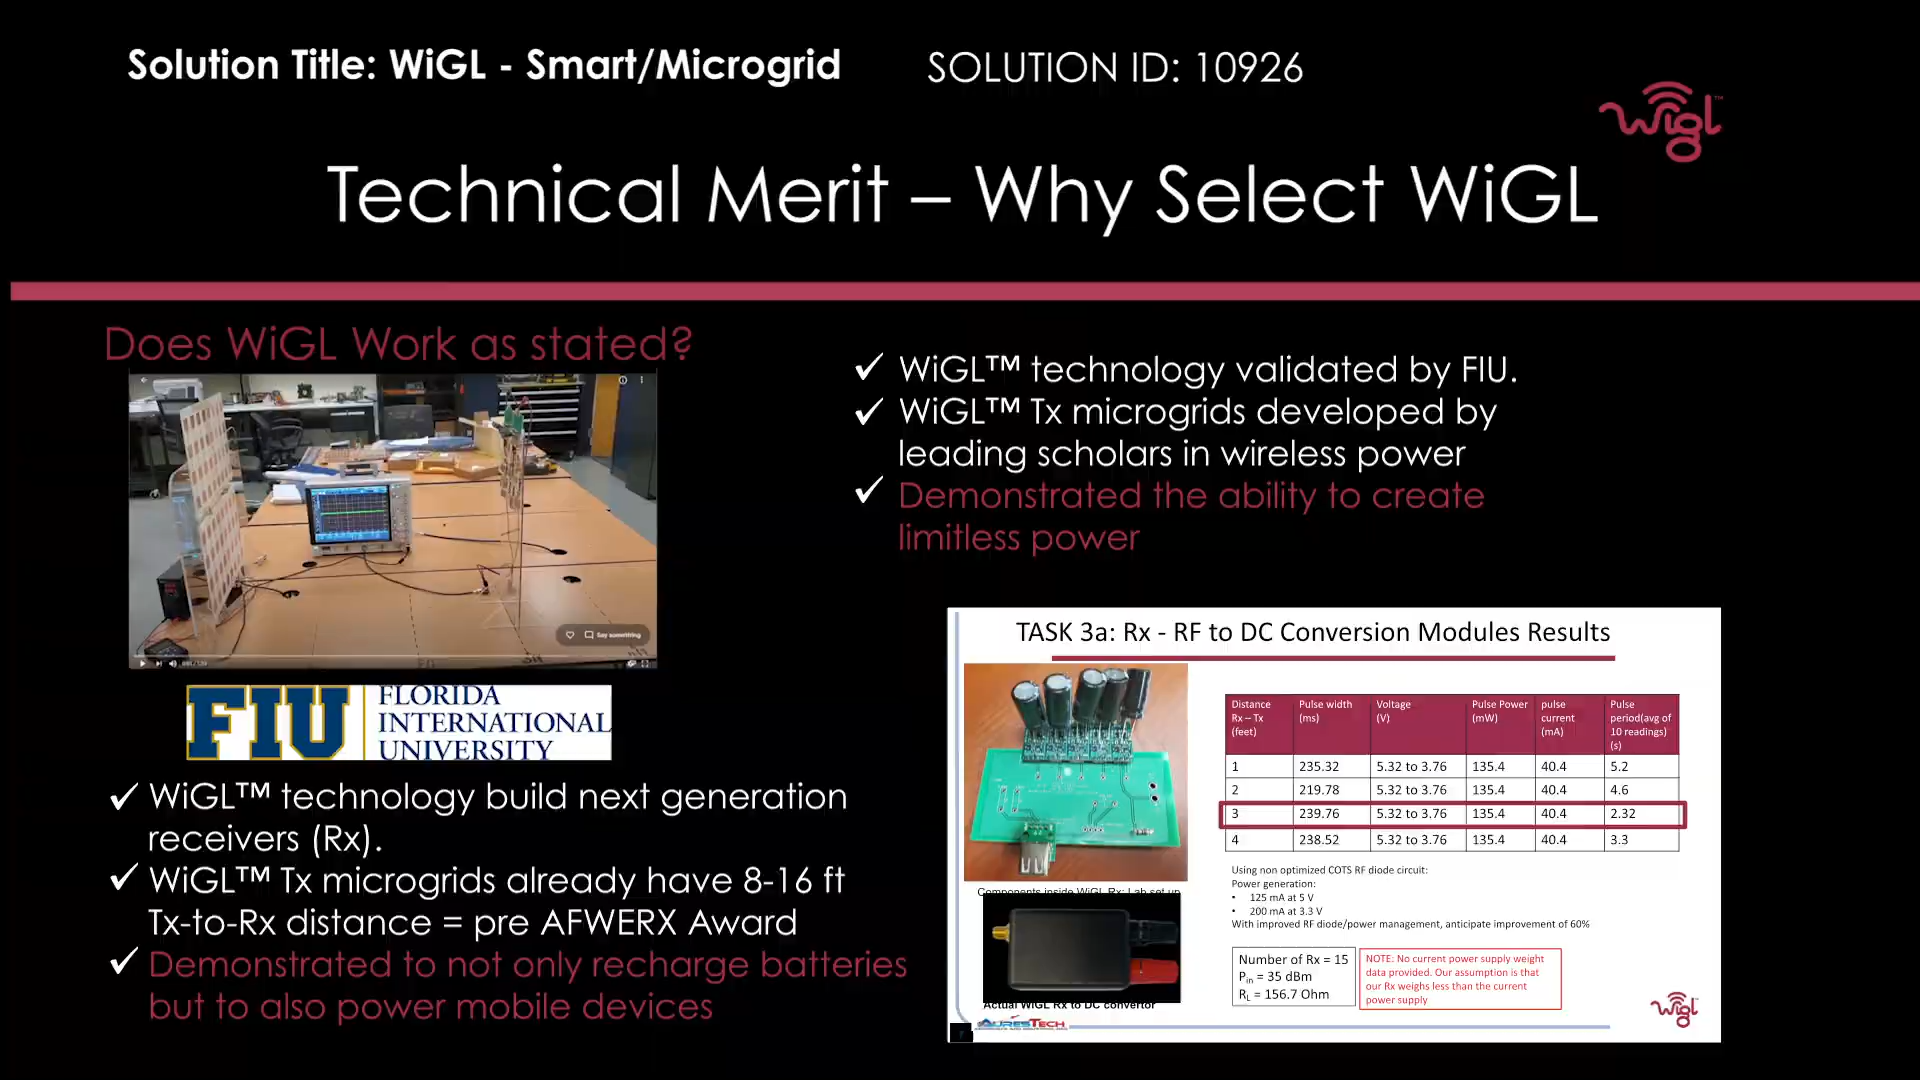 Solution Title: WiGL - Smart/Microgrid
SOLUTION ID: 10926
wigl™
Technical Merit – Why Select WiGL
Does WiGL Work as stated?
Say something
FIU
FLORIDA
INTERNATIONAL
UNIVERSITY
✓ WiGL™ technology build next generation
receivers (Rx).
✓ WiGL™ Tx microgrids already have 8-16 ft
Tx-to-Rx distance = pre AFWERX Award
✓ Demonstrated to not only recharge batteries
but to also power mobile devices
✓ WiGL™ technology validated by FIU.
✓ WiGL™ Tx microgrids developed by
leading scholars in wireless power
✓ Demonstrated the ability to create
limitless power
TASK 3a: Rx - RF to DC Conversion Modules Results
Components inside WiGL Rx: Lab set up
Actual WiGL Rx to DC convertor
AURESTECH
Distance Rx – Tx (feet) Pulse width (ms) Voltage (V) Pulse Power (mW) pulse current (mA) Pulse period(avg of 10 readings) (s)
1 235.32 5.32 to 3.76 135.4 40.4 5.2
2 219.78 5.32 to 3.76 135.4 40.4 4.6
3 239.76 5.32 to 3.76 135.4 40.4 2.32
4 238.52 5.32 to 3.76 135.4 40.4 3.3
Using non optimized COTS RF diode circuit:
Power generation:
• 125 mA at 5 V
• 200 mA at 3.3 V
With improved RF diode/power management, anticipate improvement of 60%
Number of Rx = 15
Pin = 35 dBm
RL = 156.7 Ohm
NOTE: No current power supply weight
data provided. Our assumption is that
our Rx weighs less than the current
power supply
wigl